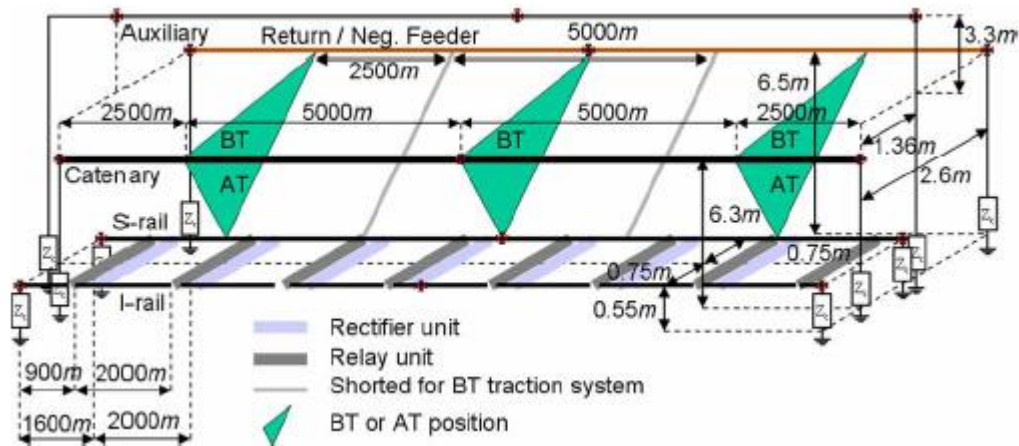 Auxiliary
Return / Neg. Feeder
5000m
3.3m
2500m
6.5m
2500m
5000m
5000m
2500m
BT
BT
BT
1.36m
Catenary
AT
AT
2.6m
6.3m
S-rail
Z
0.75m
0.75m
I-rail
0.55m
Rectifier unit
Relay unit
Shorted for BT traction system
BT or AT position
900m
2000m
1600m
2000m